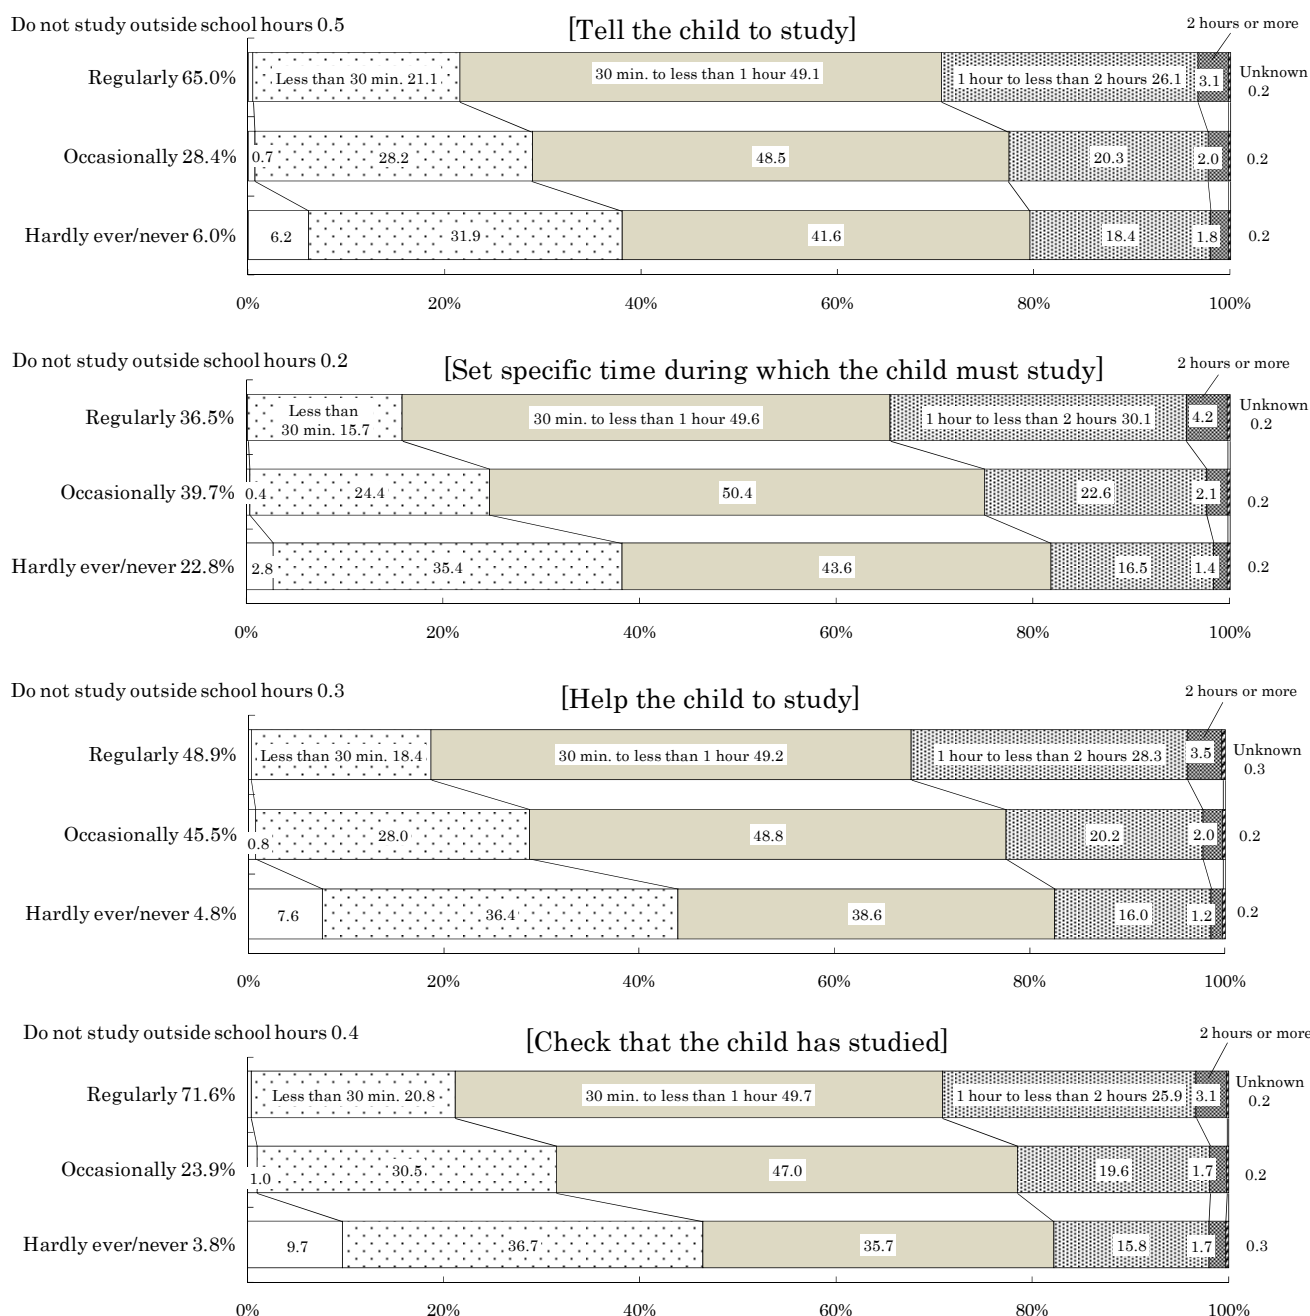 Do not study outside school hours 0.5
[Tell the child to study]
2 hours or more
Regularly 65.0%
Less than 30 min. 21.1
30 min. to less than 1 hour 49.1
1 hour to less than 2 hours 26.1
3.1
Unknown
0.2
Occasionally 28.4%
0.7
28.2
48.5
20.3
2.0
0.2
Hardly ever/never 6.0%
6.2
31.9
41.6
18.4
1.8
0.2
0%
20%
40%
60%
80%
100%
Do not study outside school hours 0.2
[Set specific time during which the child must study]
2 hours or more
Regularly 36.5%
Less than
30 min. 15.7
30 min. to less than 1 hour 49.6
1 hour to less than 2 hours 30.1
4.2
Unknown
0.2
Occasionally 39.7%
0.4
24.4
50.4
22.6
2.1
0.2
Hardly ever/never 22.8%
2.8
35.4
43.6
16.5
1.4
0.2
0%
20%
40%
60%
80%
100%
Do not study outside school hours 0.3
[Help the child to study]
2 hours or more
Regularly 48.9%
Less than 30 min. 18.4
30 min. to less than 1 hour 49.2
1 hour to less than 2 hours 28.3
3.5
Unknown
0.3
Occasionally 45.5%
0.8
28.0
48.8
20.2
2.0
0.2
Hardly ever/never 4.8%
7.6
36.4
38.6
16.0
1.2
0.2
0%
20%
40%
60%
80%
100%
Do not study outside school hours 0.4
[Check that the child has studied]
2 hours or more
Regularly 71.6%
Less than 30 min. 20.8
30 min. to less than 1 hour 49.7
1 hour to less than 2 hours 25.9
3.1
Unknown
0.2
Occasionally 23.9%
1.0
30.5
47.0
19.6
1.7
0.2
Hardly ever/never 3.8%
9.7
36.7
35.7
15.8
1.7
0.3
0%
20%
40%
60%
80%
100%